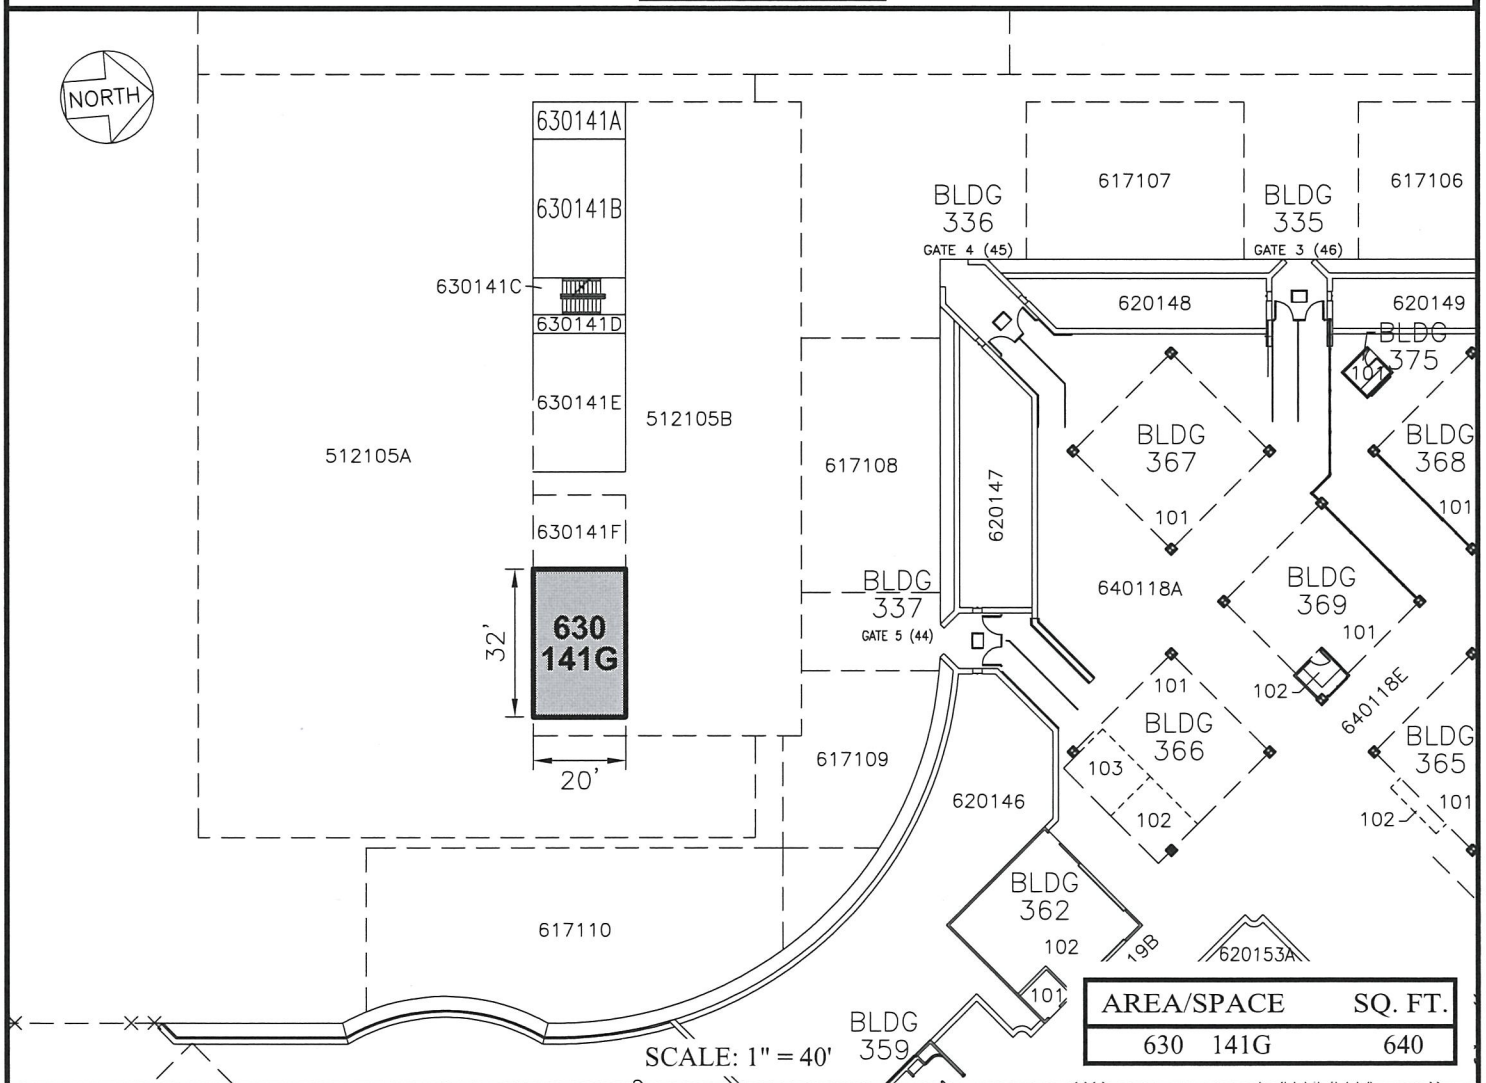 NORTH
630141A
630141B
630141C
630141D
630141E
630141F
630
141G
32'
20'
512105A
512105B
617107
617106
BLDG
336
GATE 4 (45)
BLDG
335
GATE 3 (46)
620148
620149
BLDG
375
101
617108
620147
BLDG
367
101
BLDG
368
101
BLDG
337
GATE 5 (44)
640118A
BLDG
369
101
102
640118E
101
BLDG
366
103
102
BLDG
365
101
102
617109
620146
617110
BLDG
362
102
101
19B
620153A
BLDG
359
SCALE: 1" = 40'
AREA/SPACE SQ. FT.
630 141G 640